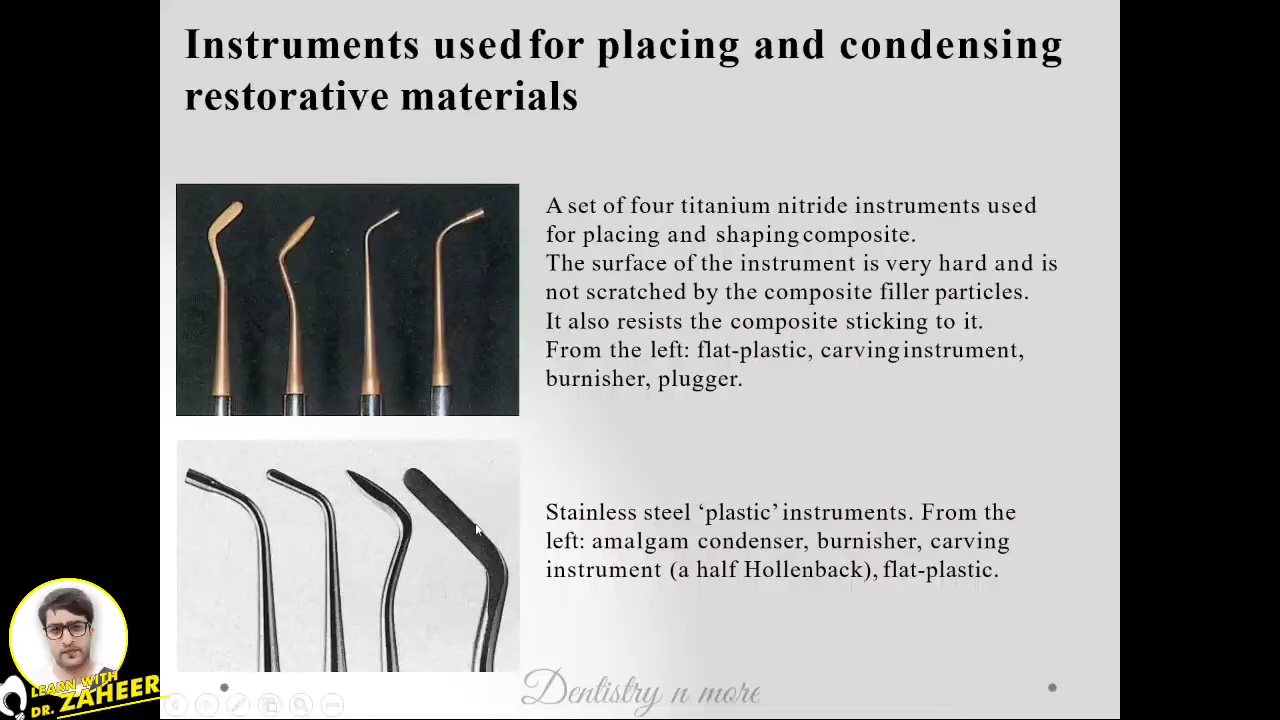 Instruments used for placing and condensing
restorative materials
A set of four titanium nitride instruments used
for placing and shaping composite.
The surface of the instrument is very hard and is
not scratched by the composite filler particles.
It also resists the composite sticking to it.
From the left: flat-plastic, carving instrument,
burnisher, plugger.
Stainless steel ‘plastic’ instruments. From the
left: amalgam condenser, burnisher, carving
instrument (a half Hollenback), flat-plastic.
LEARN WITH
DR. ZAHEER
Dentistry n more